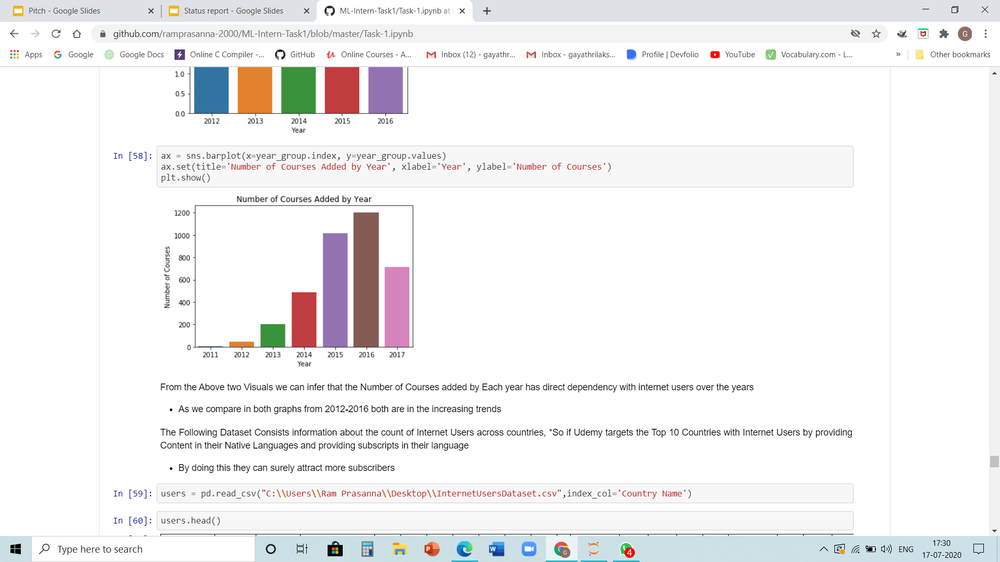 Pitch - Google Slides
Status report - Google Slides
ML-Intern-Task1/Task-1.ipynb at
github.com/ramprasanna-2000/ML-Intern-Task1/blob/master/Task-1.ipynb
G
Apps
Google
Google Docs
Online C Compiler -...
GitHub
Online Courses - A...
Inbox (12) - gayathr...
Inbox - gayathrilaks...
Profile | Devfolio
YouTube
Vocabulary.com - L...
»
Other bookmarks
1.0
0.5
0.0
2012 2013 2014 2015 2016
Year
In [58]:
ax = sns.barplot(x=year_group.index, y=year_group.values)
ax.set(title='Number of Courses Added by Year', xlabel='Year', ylabel='Number of Courses')
plt.show()
Number of Courses Added by Year
Number of Courses
1200
1000
800
600
400
200
0
2011 2012 2013 2014 2015 2016 2017
Year
From the Above two Visuals we can infer that the Number of Courses added by Each year has direct dependency with internet users over the years
• As we compare in both graphs from 2012-2016 both are in the increasing trends
The Following Dataset Consists information about the count of Internet Users across countries, *So if Udemy targets the Top 10 Countries with Internet Users by providing
Content in their Native Languages and providing subscripts in their language
• By doing this they can surely attract more subscribers
In [59]:
users = pd.read_csv("C:\\Users\\Ram Prasanna\\Desktop\\InternetUsersDataset.csv",index_col='Country Name')
In [60]:
users.head()
Type here to search
4
ENG
17:30
17-07-2020